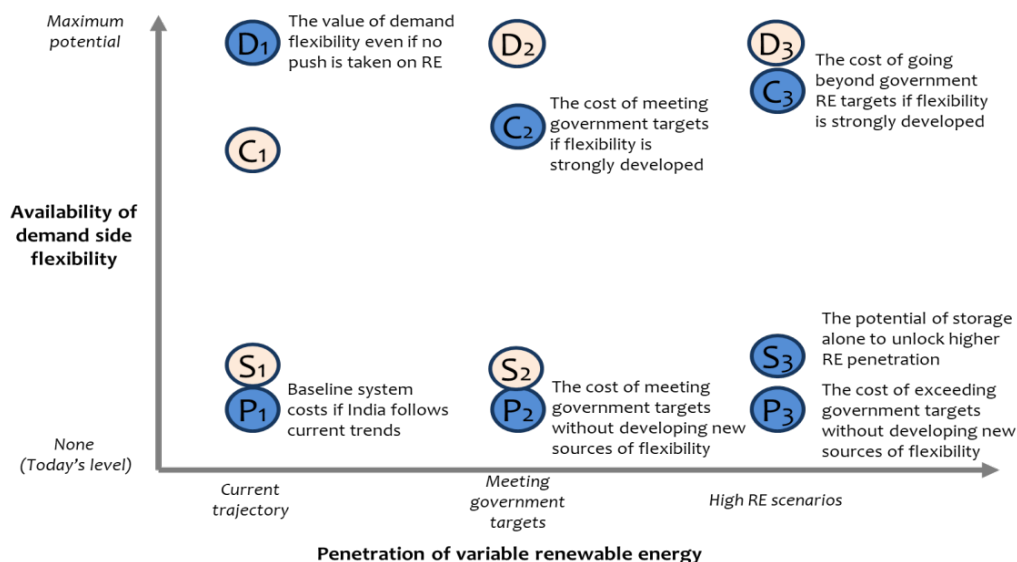 Maximum
potential
D1
The value of demand
flexibility even if no
push is taken on RE
D2
D3
C3
The cost of going
beyond government
RE targets if flexibility
is strongly developed
C1
C2
The cost of meeting
government targets
if flexibility is
strongly developed
Availability of
demand side
flexibility
S1
P1
Baseline system
costs if India follows
current trends
S2
P2
The cost of meeting
government targets
without developing new
sources of flexibility
S3
The potential of storage
alone to unlock higher
RE penetration
P3
The cost of exceeding
government targets
without developing new
sources of flexibility
None
(Today's level)
Current
trajectory
Meeting
government
targets
High RE scenarios
Penetration of variable renewable energy